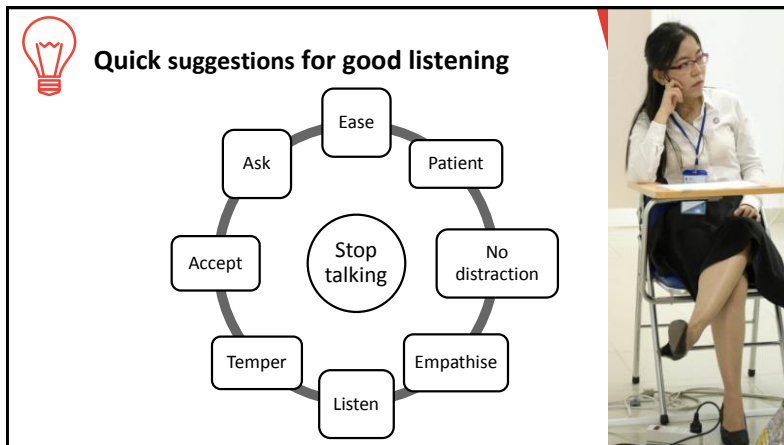 Quick suggestions for good listening
Ease
Patient
No
distraction
Empathise
Listen
Temper
Accept
Ask
Stop
talking